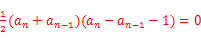 ½(aₙ + aₙ₋₁)(aₙ − aₙ₋₁ − 1) = 0